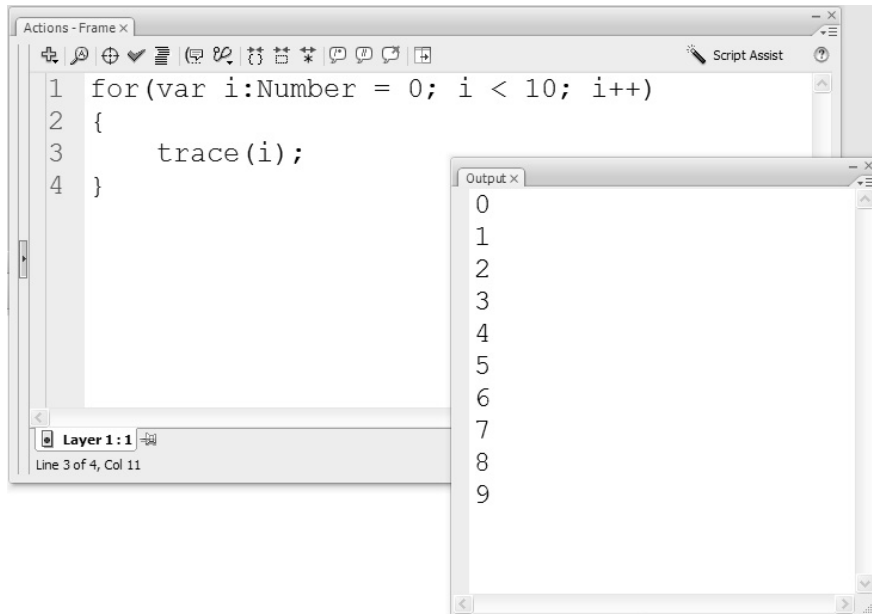 Actions - Frame ×
Script Assist
1 for(var i:Number = 0; i < 10; i++)
2 {
3 trace(i);
4 }
Layer 1 : 1
Line 3 of 4, Col 11
Output ×
0
1
2
3
4
5
6
7
8
9